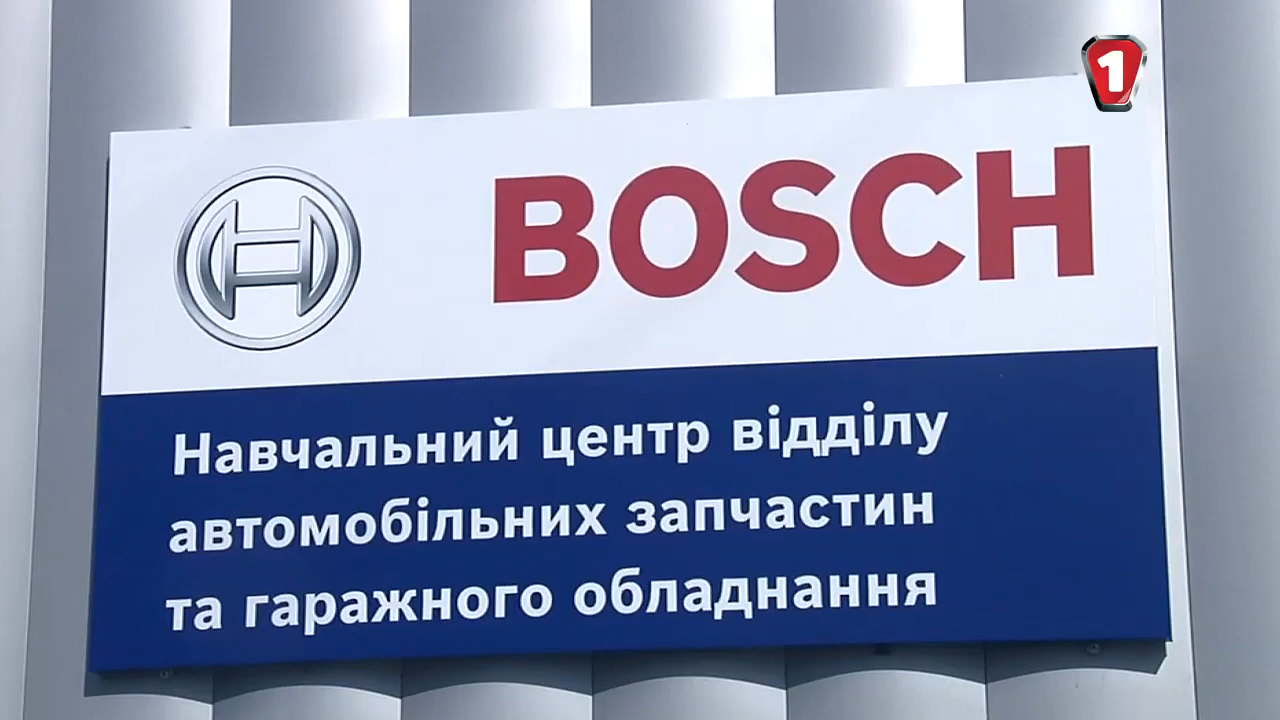 1
BOSCH
Навчальний центр відділу
автомобільних запчастин
та гаражного обладнання